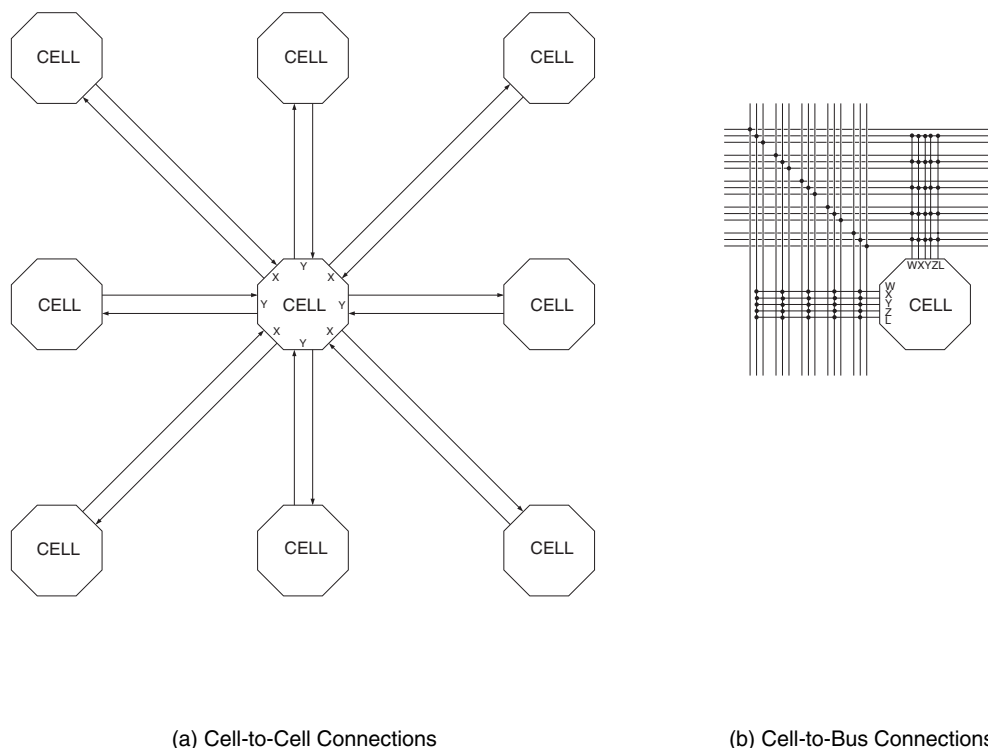 CELL
CELL
CELL
WXYZL
Y
X
X
W
X
Y
Z
L
CELL
Y
CELL
Y
CELL
CELL
X
X
Y
CELL
CELL
CELL
(a) Cell-to-Cell Connections
(b) Cell-to-Bus Connections